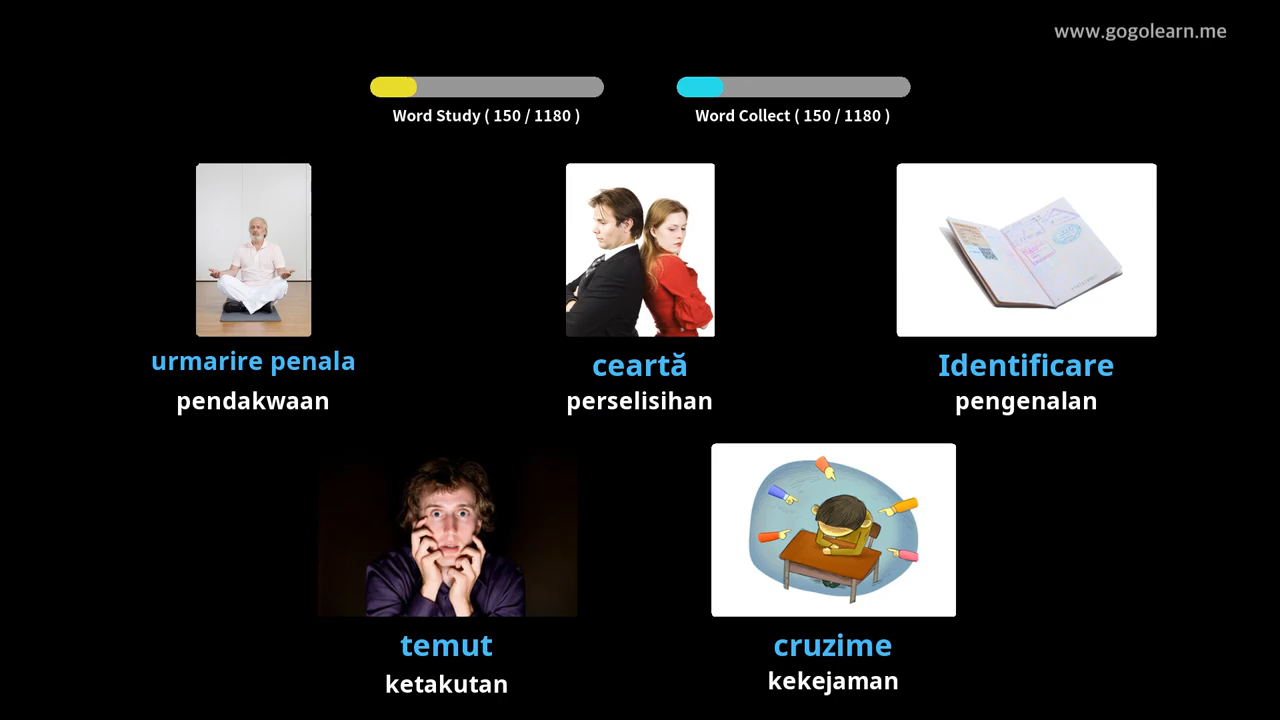 www.gogolearn.me
Word Study ( 150 / 1180 )
Word Collect ( 150 / 1180 )
urmarire penala
pendakwaan
ceartă
perselisihan
Identificare
pengenalan
temut
ketakutan
cruzime
kekejaman